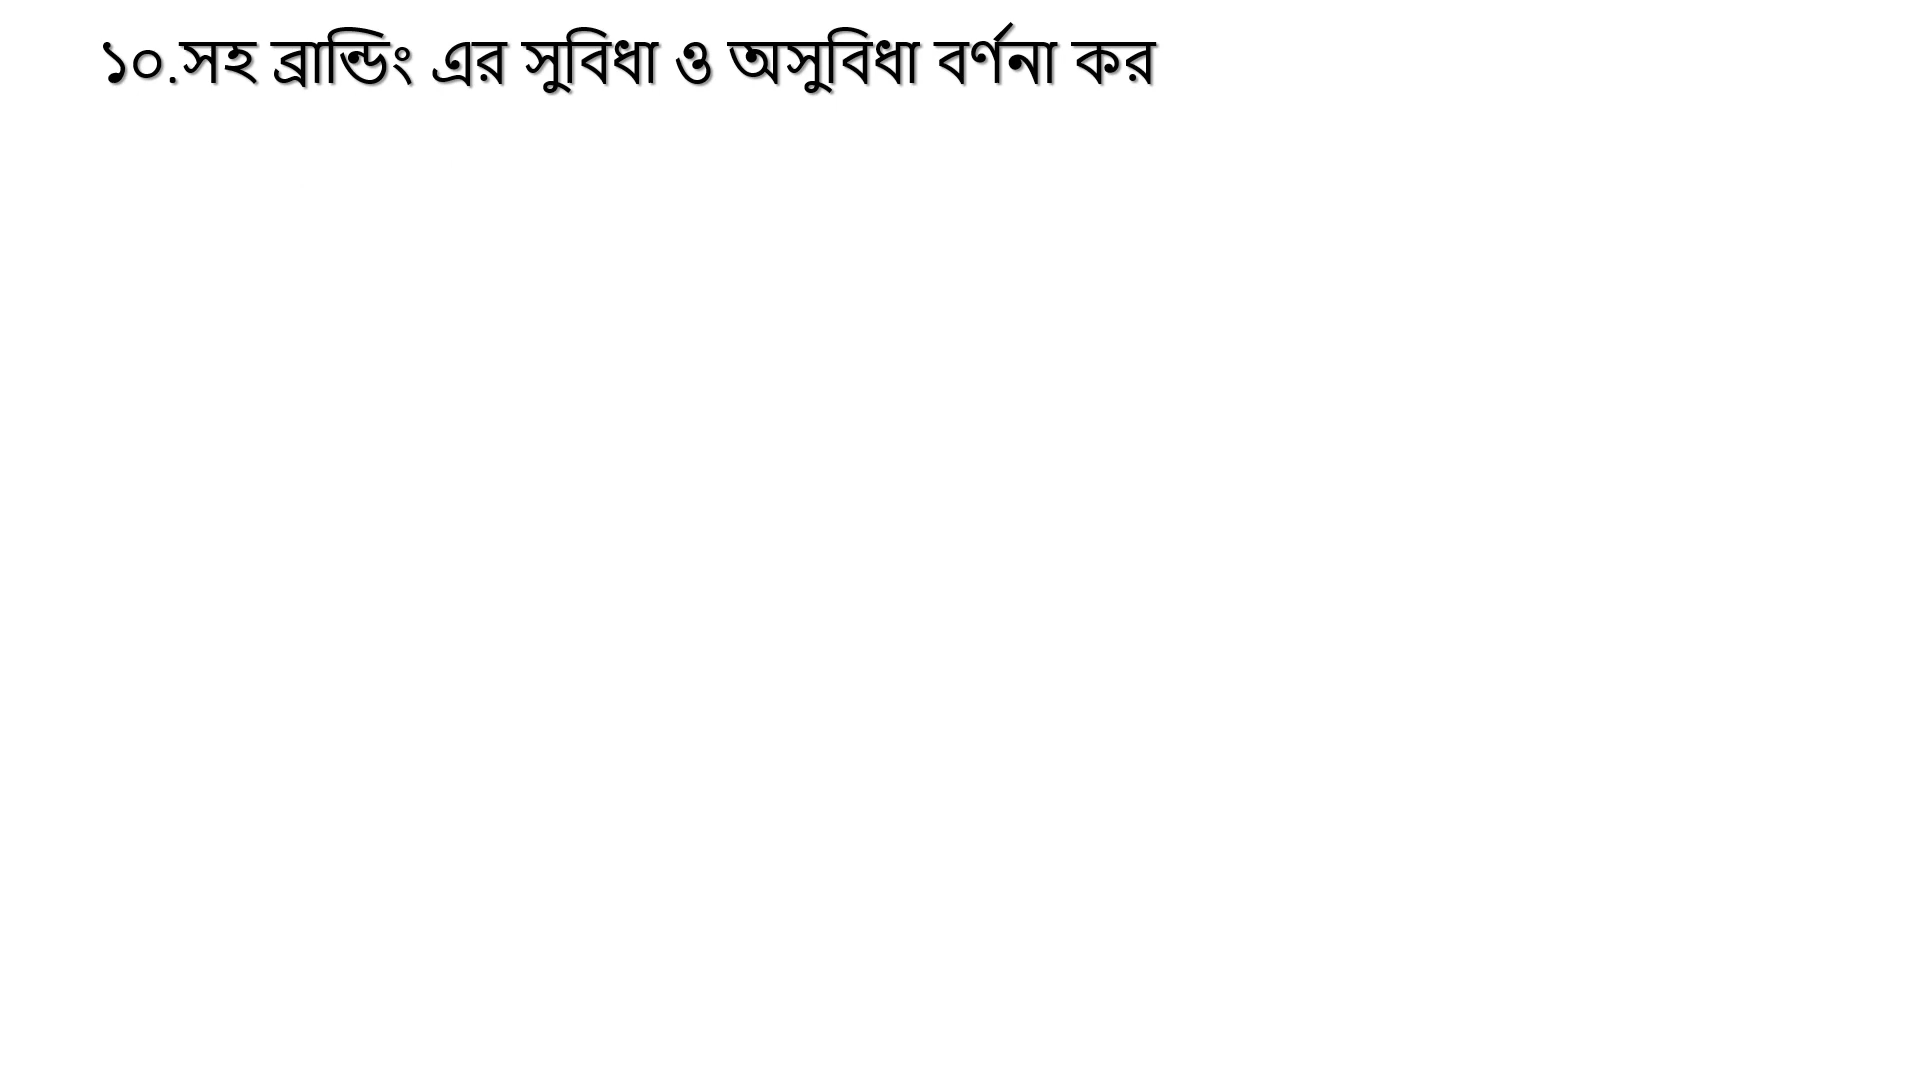 ১০.সহ ব্রান্ডিং এর সুবিধা ও অসুবিধা বর্ণনা কর